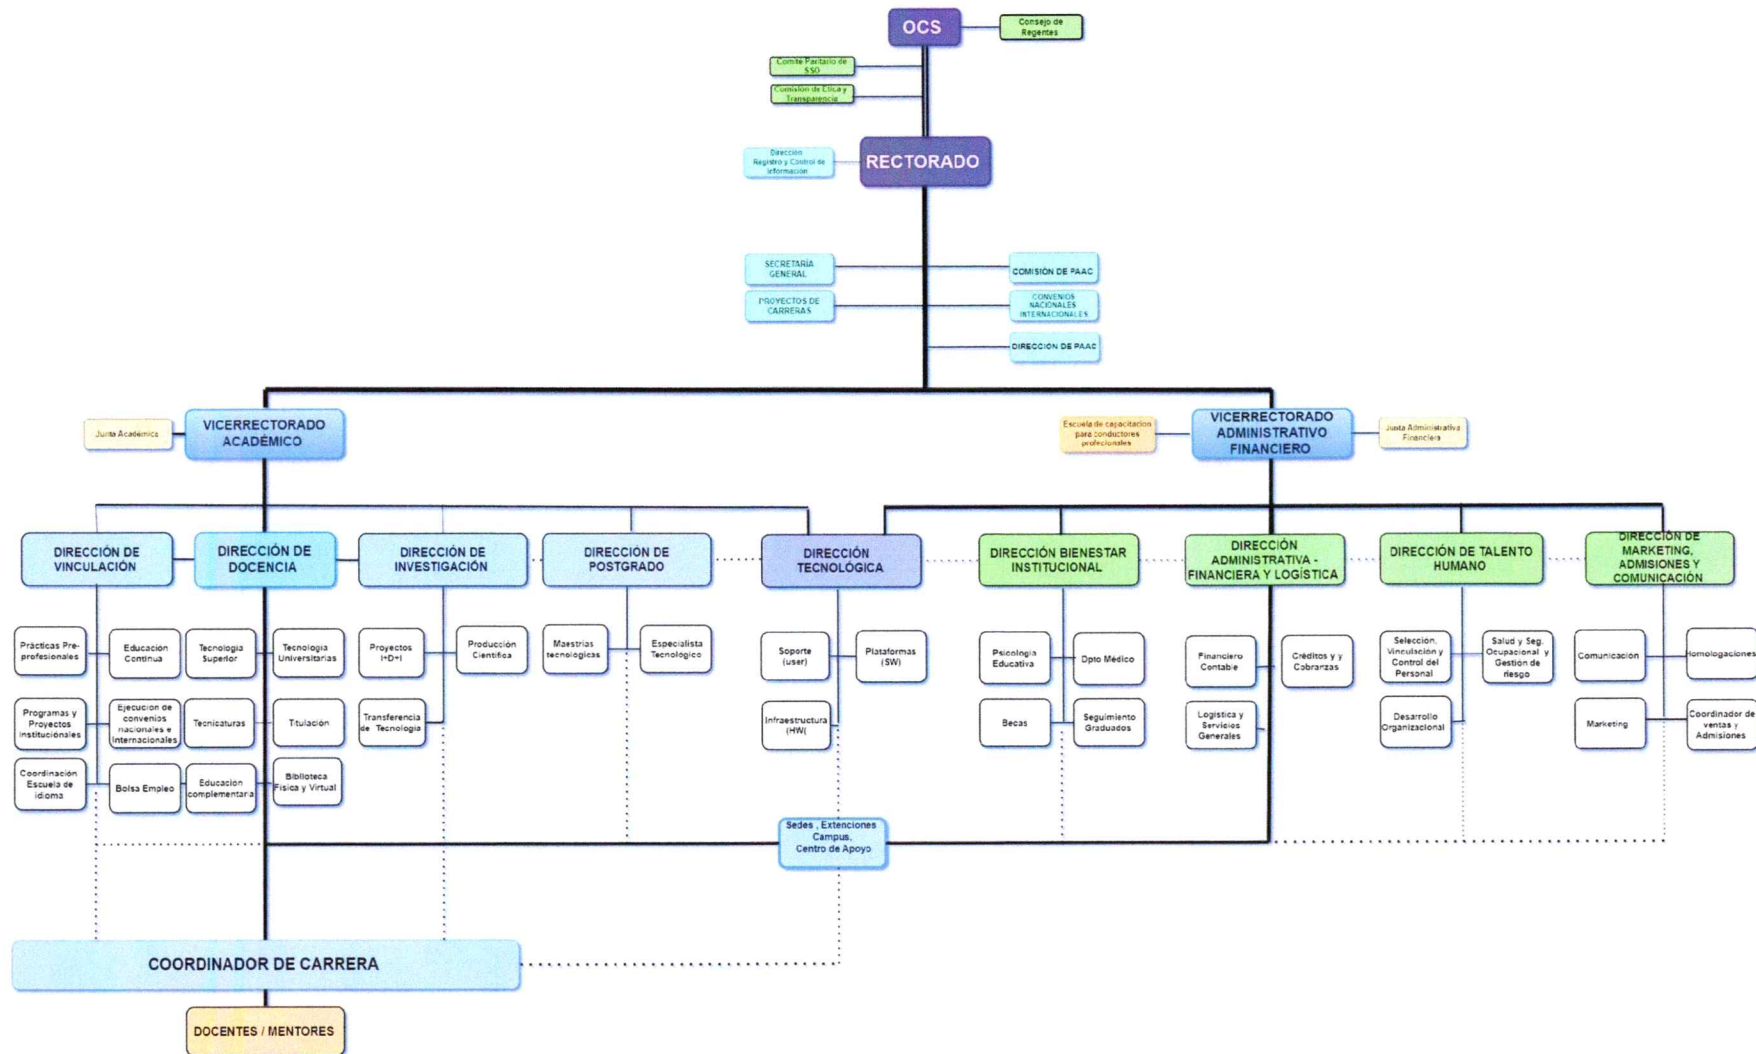 OCS
Consejo de
Regentes
Comité Paritario de
SSO
Comisión de Ética y
Transparencia
Dirección
Registro y Control de
Información
RECTORADO
SECRETARÍA
GENERAL
COMISIÓN DE PAAC
PROYECTOS DE
CARRERAS
CONVENIOS
NACIONALES
INTERNACIONALES
DIRECCIÓN DE PAAC
Junta Académica
VICERRECTORADO
ACADÉMICO
Escuela de capacitacion
para conductores
profecionales
VICERRECTORADO
ADMINISTRATIVO
FINANCIERO
Junta Administrativa
Financiera
DIRECCIÓN DE
VINCULACIÓN
DIRECCIÓN DE
DOCENCIA
DIRECCIÓN DE
INVESTIGACIÓN
DIRECCIÓN DE
POSTGRADO
DIRECCIÓN
TECNOLÓGICA
DIRECCIÓN BIENESTAR
INSTITUCIONAL
DIRECCIÓN
ADMINISTRATIVA -
FINANCIERA Y LOGÍSTICA
DIRECCIÓN DE TALENTO
HUMANO
DIRECCIÓN DE
MARKETING,
ADMISIONES Y
COMUNICACIÓN
Prácticas Pre-
profesionales
Educación
Continua
Tecnología
Superior
Tecnologia
Universitarias
Proyectos
I+D+I
Producción
Científica
Maestrias
tecnológicas
Especialista
Tecnológico
Soporte
(user)
Plataformas
(SW)
Psicología
Educativa
Dpto Médico
Financiero
Contable
Créditos y y
Cobranzas
Selección,
Vinculación y
Control del
Personal
Salud y Seg.
Ocupacional y
Gestión de
riesgo
Comunicación
Homologaciones
Programas y
Proyectos
Institucionales
Ejecución de
convenios
nacionales e
Internacionales
Tecnicaturas
Titulación
Transferencia
de Tecnología
Infraestructura
(HW(
Becas
Seguimiento
Graduados
Logística y
Servicios
Generales
Desarrollo
Organizacional
Marketing
Coordinador de
ventas y
Admisiones
Coordinación
Escuela de
idioma
Bolsa Empleo
Educación
complementaria
Biblioteca
Física y Virtual
Sedes , Extenciones
Campus,
Centro de Apoyo
COORDINADOR DE CARRERA
DOCENTES / MENTORES